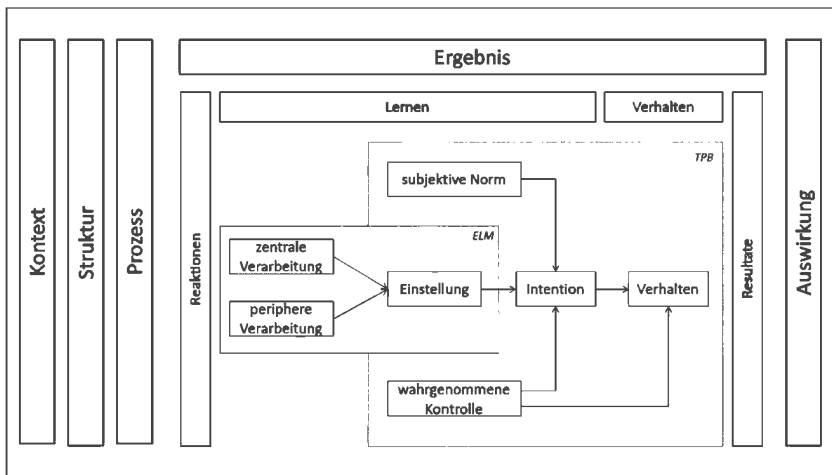 Kontext
Struktur
Prozess
Ergebnis
Reaktionen
Lernen
Verhalten
TPB
subjektive Norm
ELM
zentrale
Verarbeitung
periphere
Verarbeitung
Einstellung
Intention
Verhalten
wahrgenommene
Kontrolle
Resultate
Auswirkung